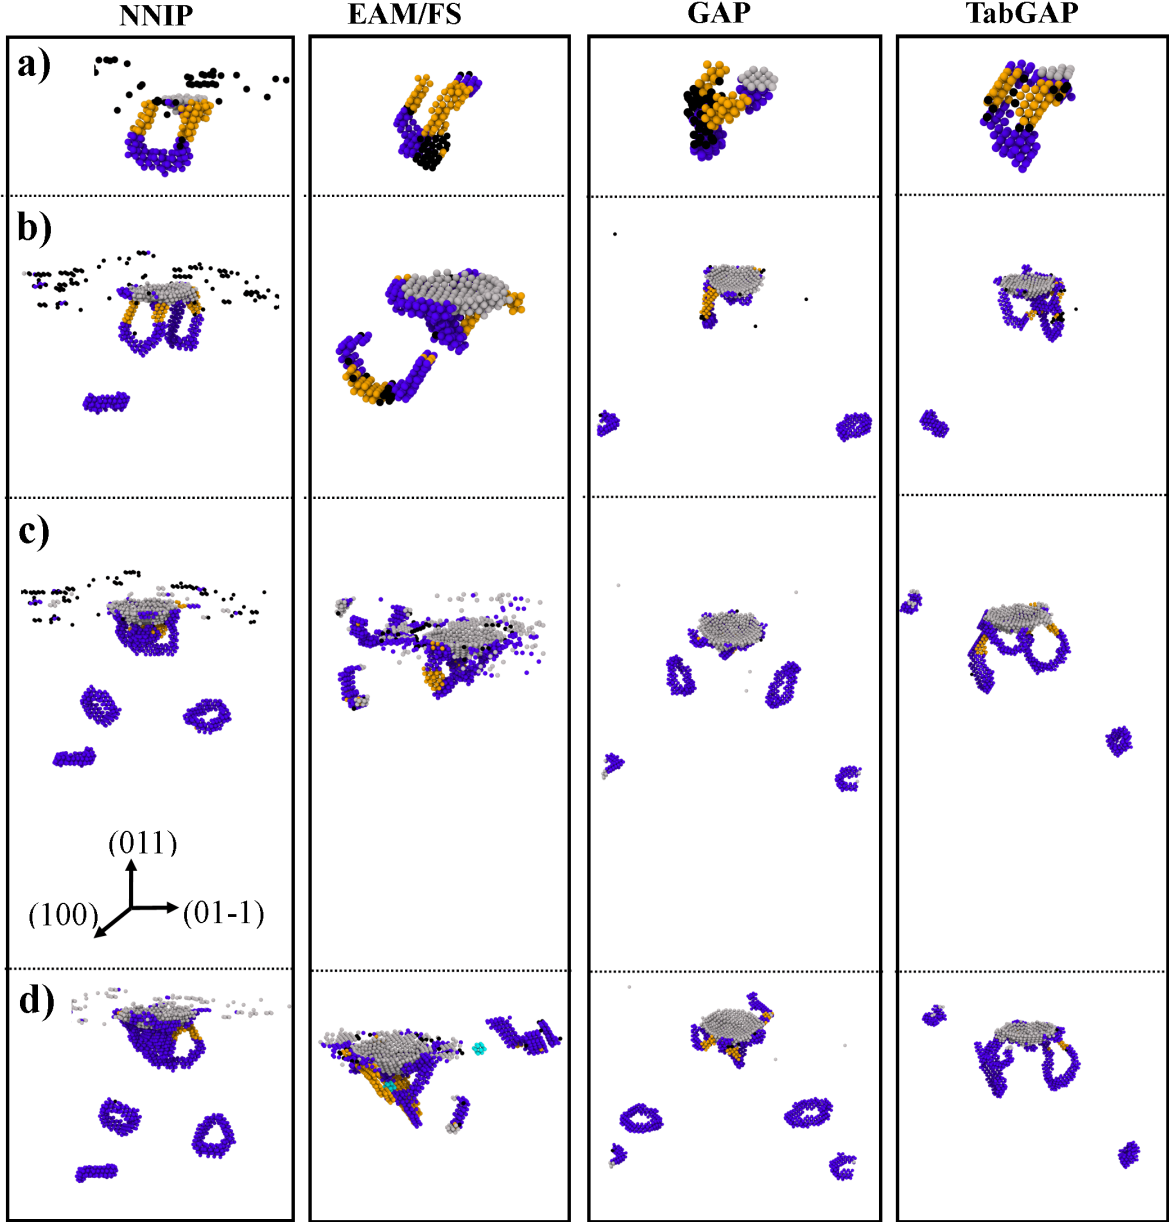 NNIP EAM/FS GAP TabGAP
a)
b)
c)
(011)
(100) (01-1)
d)